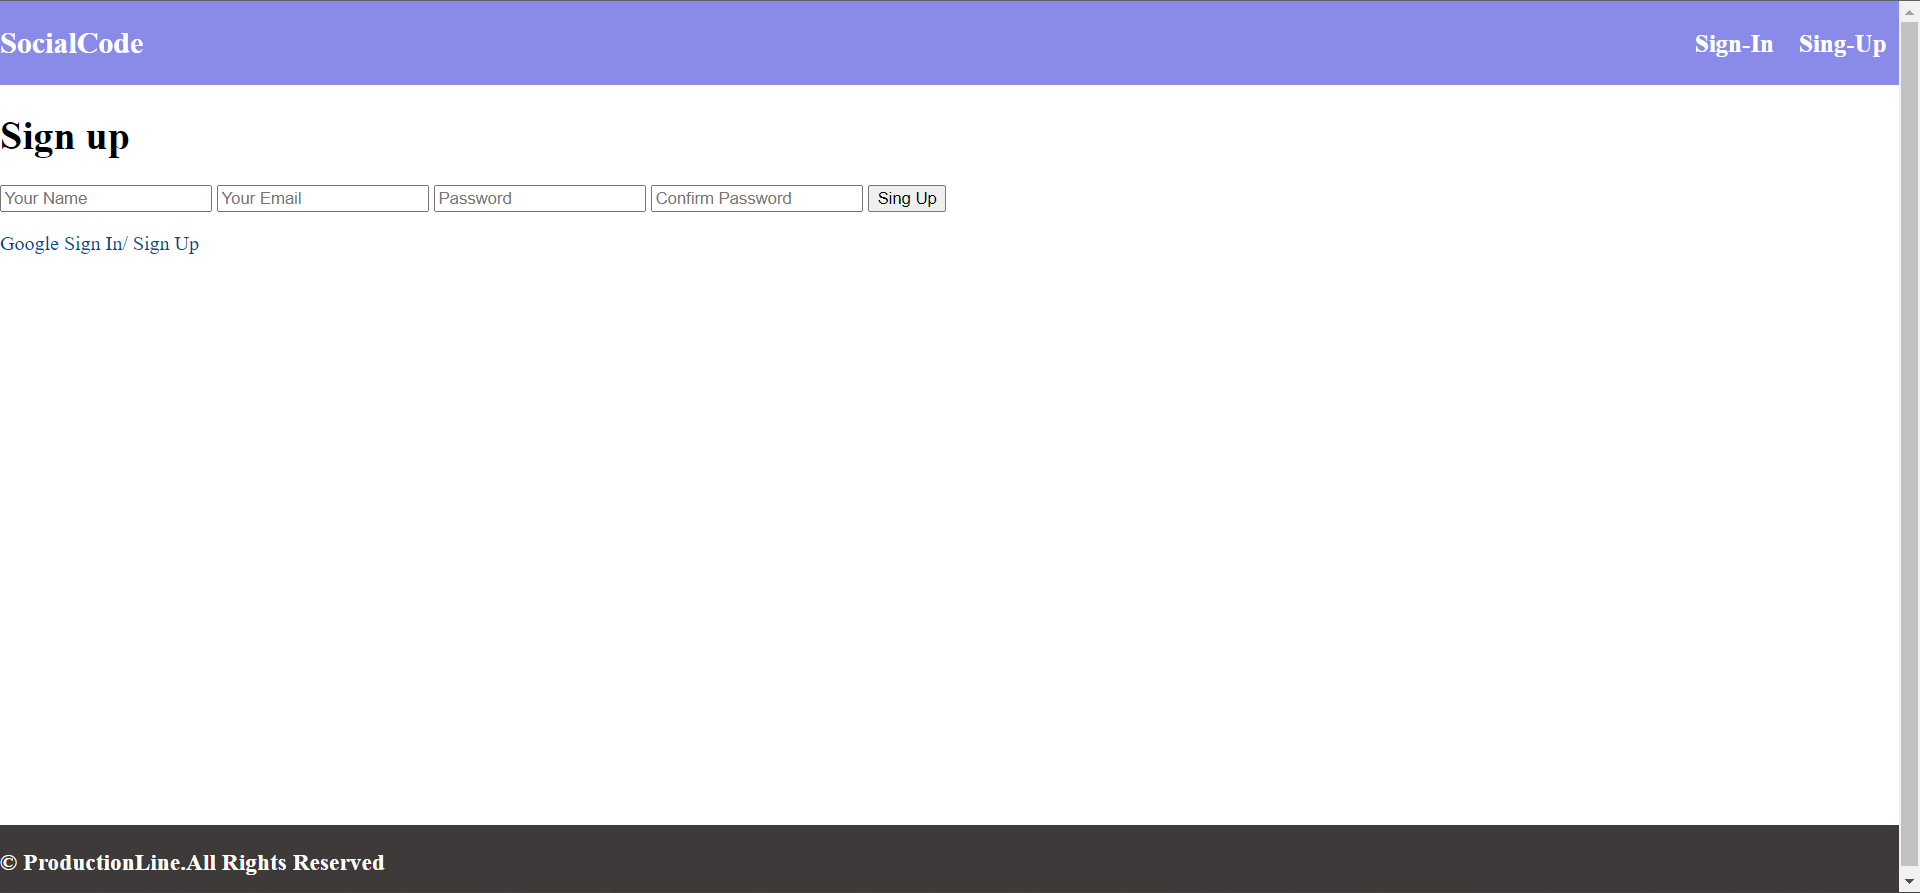 SocialCode Sign-In Sing-Up
Sign up
Your Name Your Email Password Confirm Password Sing Up
Google Sign In/ Sign Up
© ProductionLine.All Rights Reserved